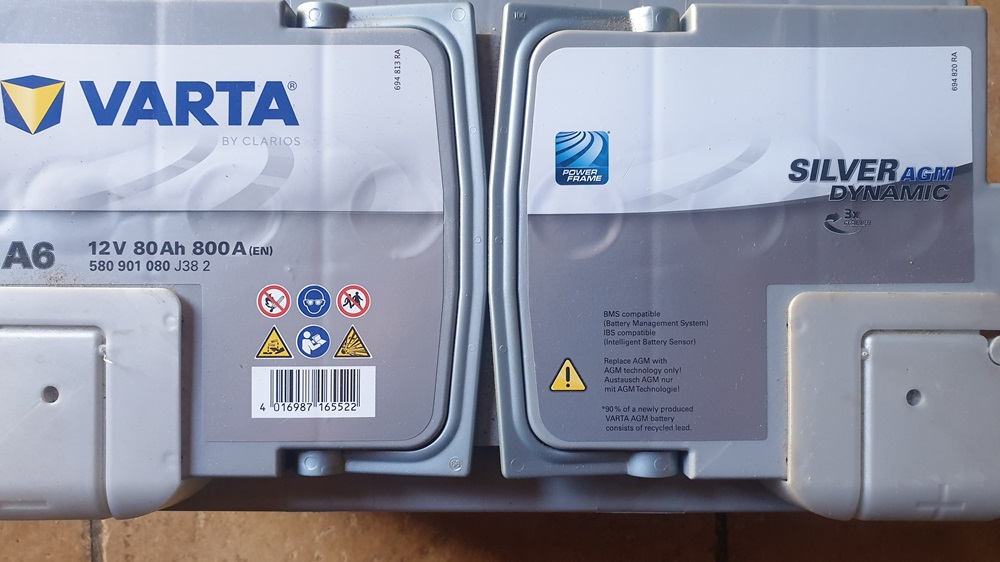 VARTA®
BY CLARIOS
694 813 RA
A6
12V 80Ah 800A (EN)
580 901 080 J38 2
4 016987 165522
694 820 RA
POWER
FRAME
SILVER AGM
DYNAMIC
3x
BMS compatible
(Battery Management System)
IBS compatible
(Intelligent Battery Sensor)
Replace AGM with
AGM technology only!
Austausch AGM nur
mit AGM Technologie!
*90% of a newly produced
VARTA AGM battery
consists of recycled lead.